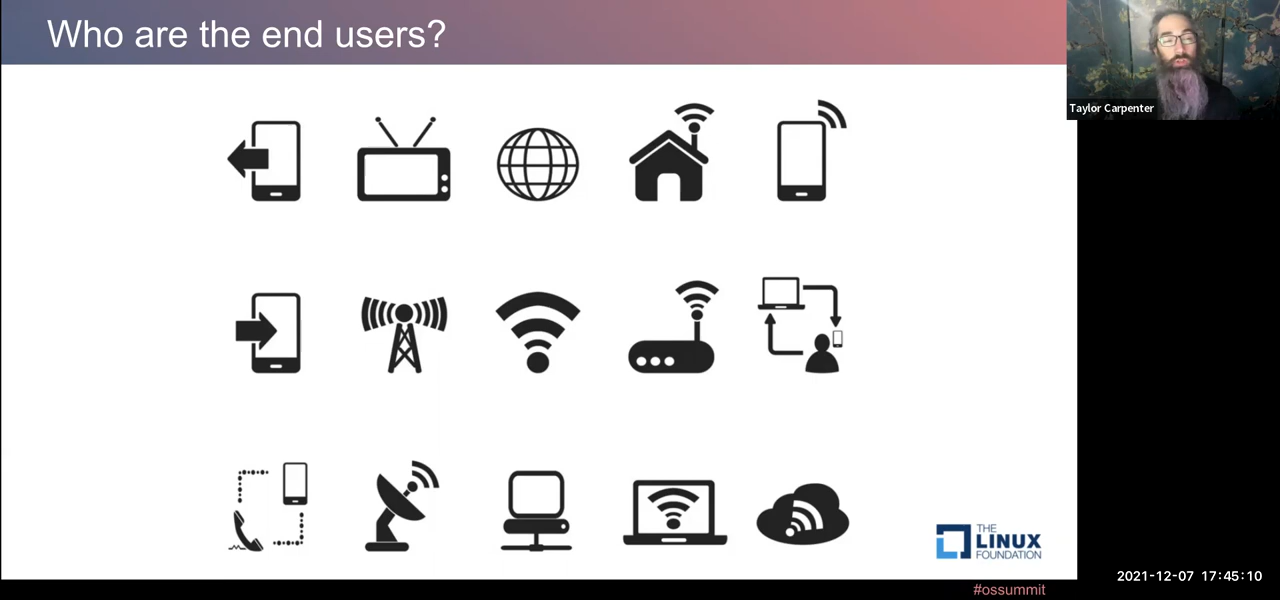 Who are the end users?
Taylor Carpenter
THE
LINUX
FOUNDATION
2021-12-07 17:45:10
#ossummit